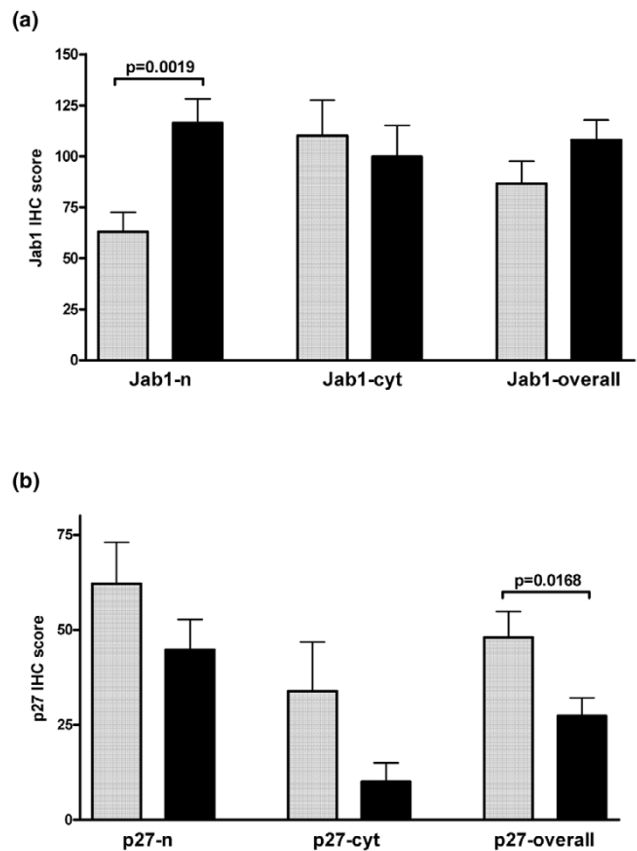 (a)
150
p=0.0019
125
100
75
50
25
0
Jab1 IHC score
Jab1-n Jab1-cyt Jab1-overall
(b)
75
p=0.0168
50
25
0
p27 IHC score
p27-n p27-cyt p27-overall